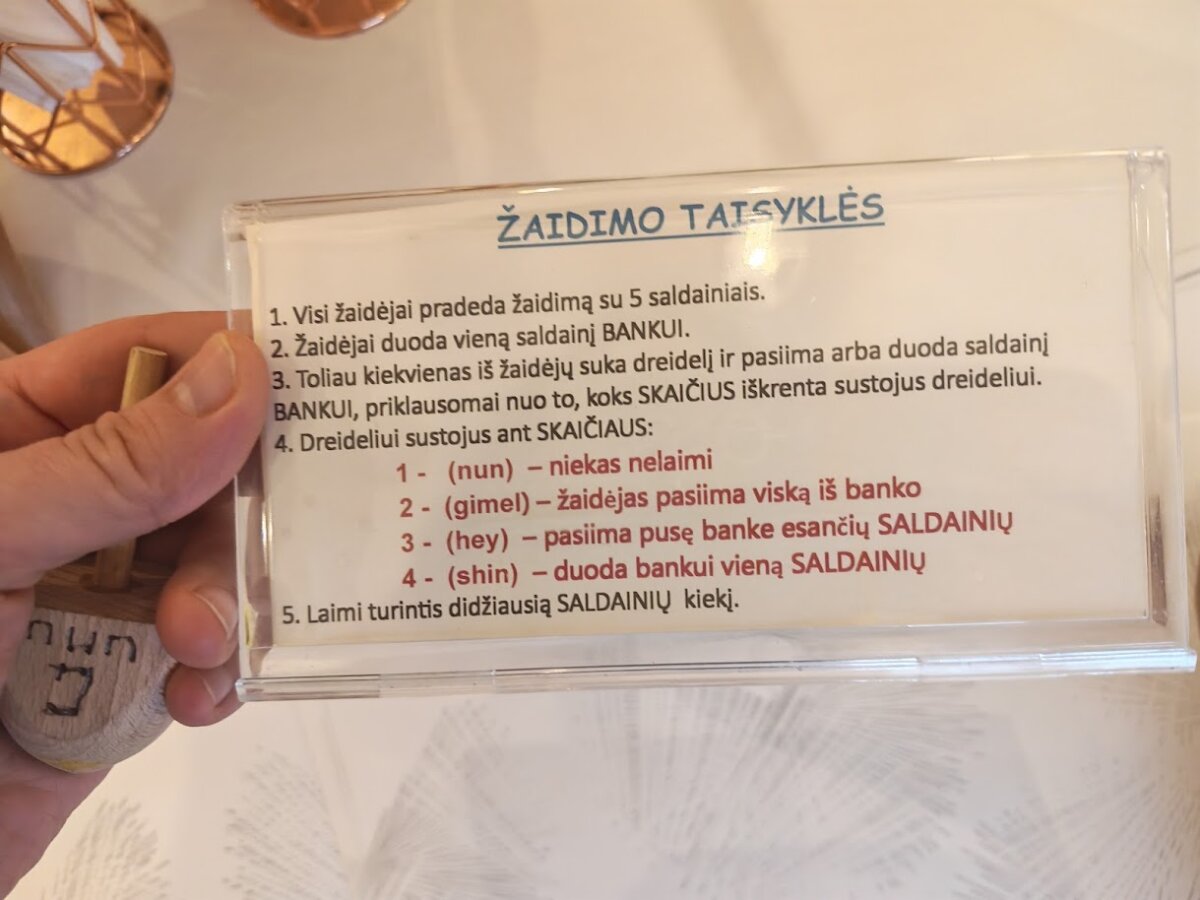 ŽAIDIMO TAISYKLĖS
1. Visi žaidėjai pradeda žaidimą su 5 saldainiais.
2. Žaidėjai duoda vieną saldainį BANKUI.
3. Toliau kiekvienas iš žaidėjų suka dreidelį ir pasiima arba duoda saldainį
BANKUI, priklausomai nuo to, koks SKAIČIUS iškrenta sustojus dreideliui.
4. Dreideliui sustojus ant SKAIČIAUS:
1 - (nun) – niekas nelaimi
2 - (gimel) – žaidėjas pasiima viską iš banko
3 - (hey) – pasiima pusę banke esančių SALDAINIŲ
4 - (shin) – duoda bankui vieną SALDAINIŲ
5. Laimi turintis didžiausią SALDAINIŲ kiekį.